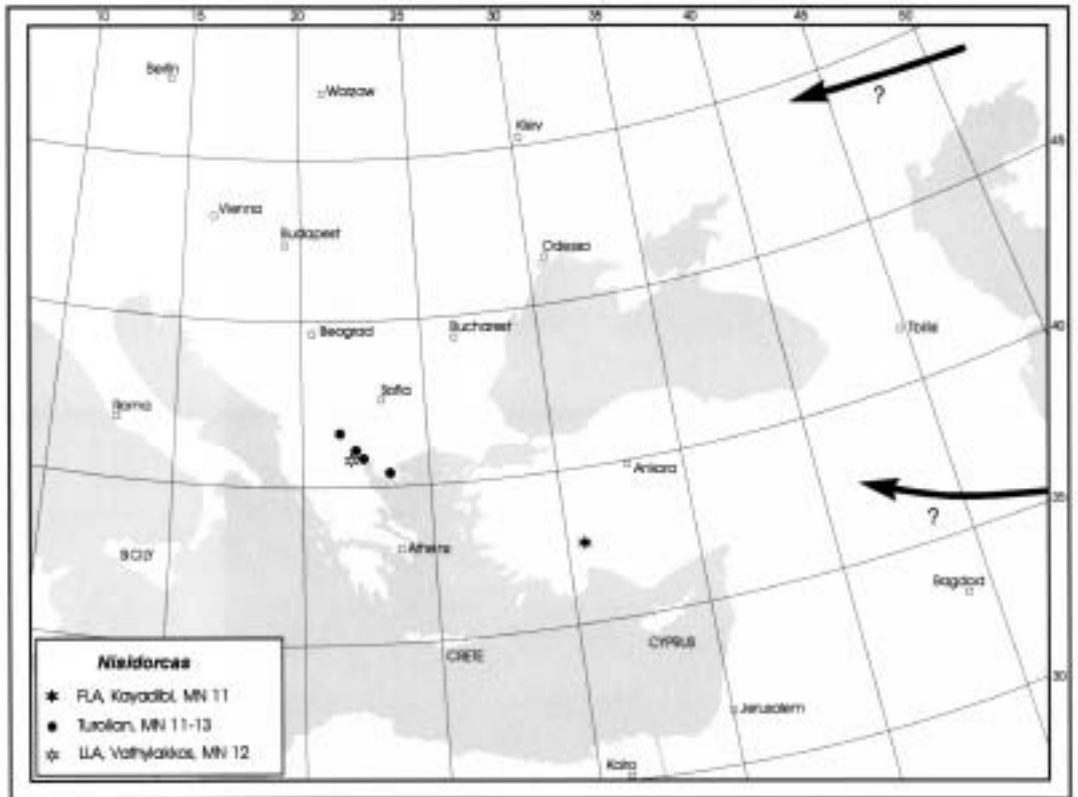 10 15 20 25 30 35 40 45 50
Berlin
Warzaw
Kiev
?
45
Vienna
Budapest
Odessa
Beograd
Bucharest
Tbilisi
40
Roma
Sofia
Ankara
35
?
SICILY
Athens
Bagdad
CRETE
CYPRUS
30
Jerusalem
Kairo
Nisidorcas
FLA, Kayadibi, MN 11
Turolian, MN 11-13
LLA, Vathylakkos, MN 12